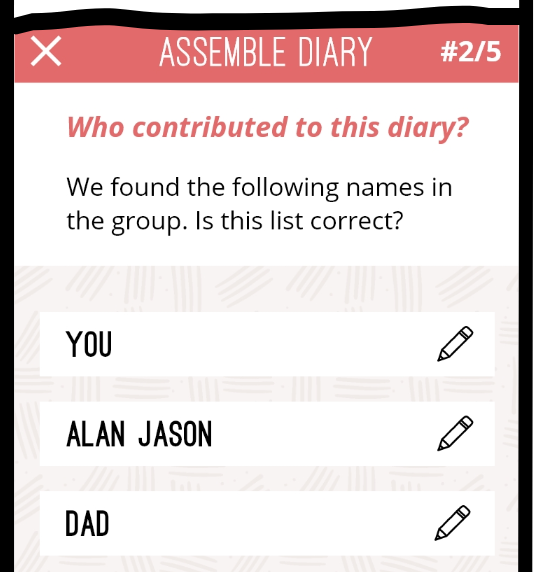 ASSEMBLE DIARY #2/5
Who contributed to this diary?
We found the following names in
the group. Is this list correct?
YOU
ALAN JASON
DAD